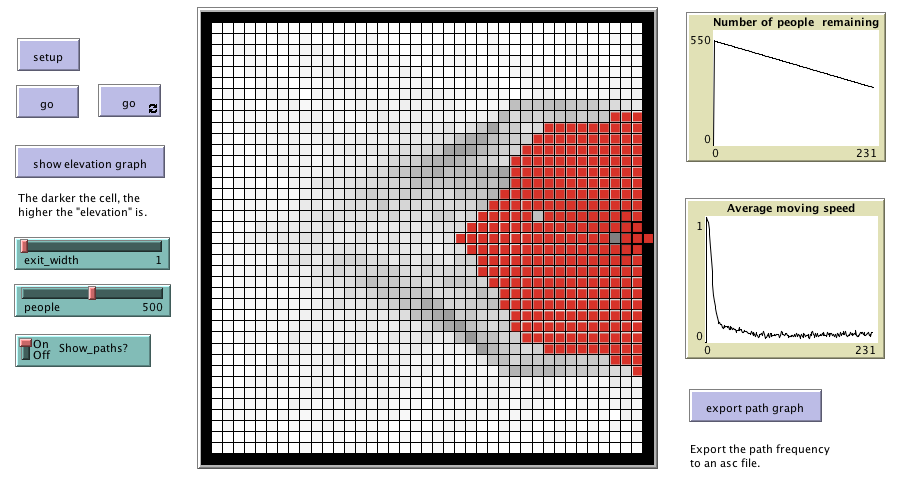 setup
go
go
show elevation graph
The darker the cell, the
higher the "elevation" is.
exit_width 1
people 500
On
Off
Show_paths?
Number of people remaining
550
0
0 231
Average moving speed
1
0
0 231
export path graph
Export the path frequency
to an asc file.